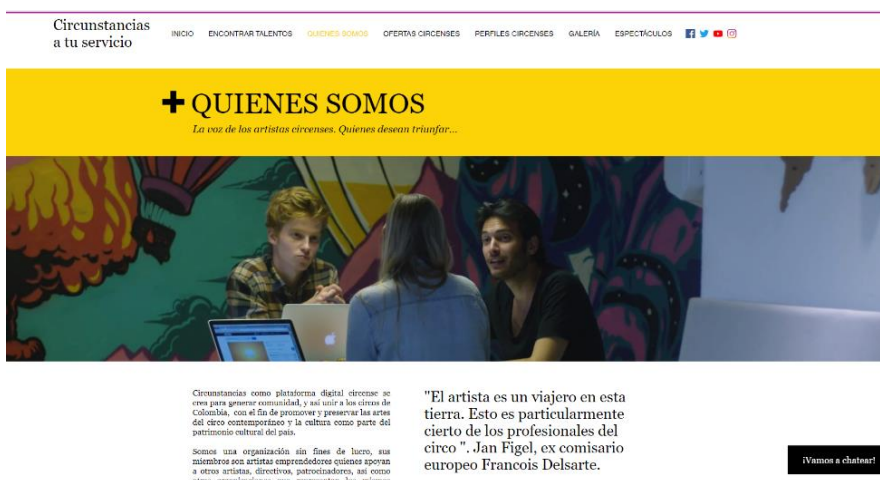 Circunstancias
a tu servicio
INICIO ENCONTRAR TALENTOS QUIENES SOMOS OFERTAS CIRCENSES PERFILES CIRCENSES GALERÍA ESPECTÁCULOS
+ QUIENES SOMOS
La voz de los artistas circenses. Quienes desean triunfar...
Circunstancias como plataforma digital circense se
crea para generar comunidad, y así unir a los circos de
Colombia, con el fin de promover y preservar las artes
del circo contemporáneo y la cultura como parte del
patrimonio cultural del país.
Somos una organización sin fines de lucro, sus
miembros son artistas emprendedores quienes apoyan
a otros artistas, directivos, patrocinadores, así como
"El artista es un viajero en esta
tierra. Esto es particularmente
cierto de los profesionales del
circo ". Jan Figel, ex comisario
europeo Francois Delsarte.
¡Vamos a chatear!